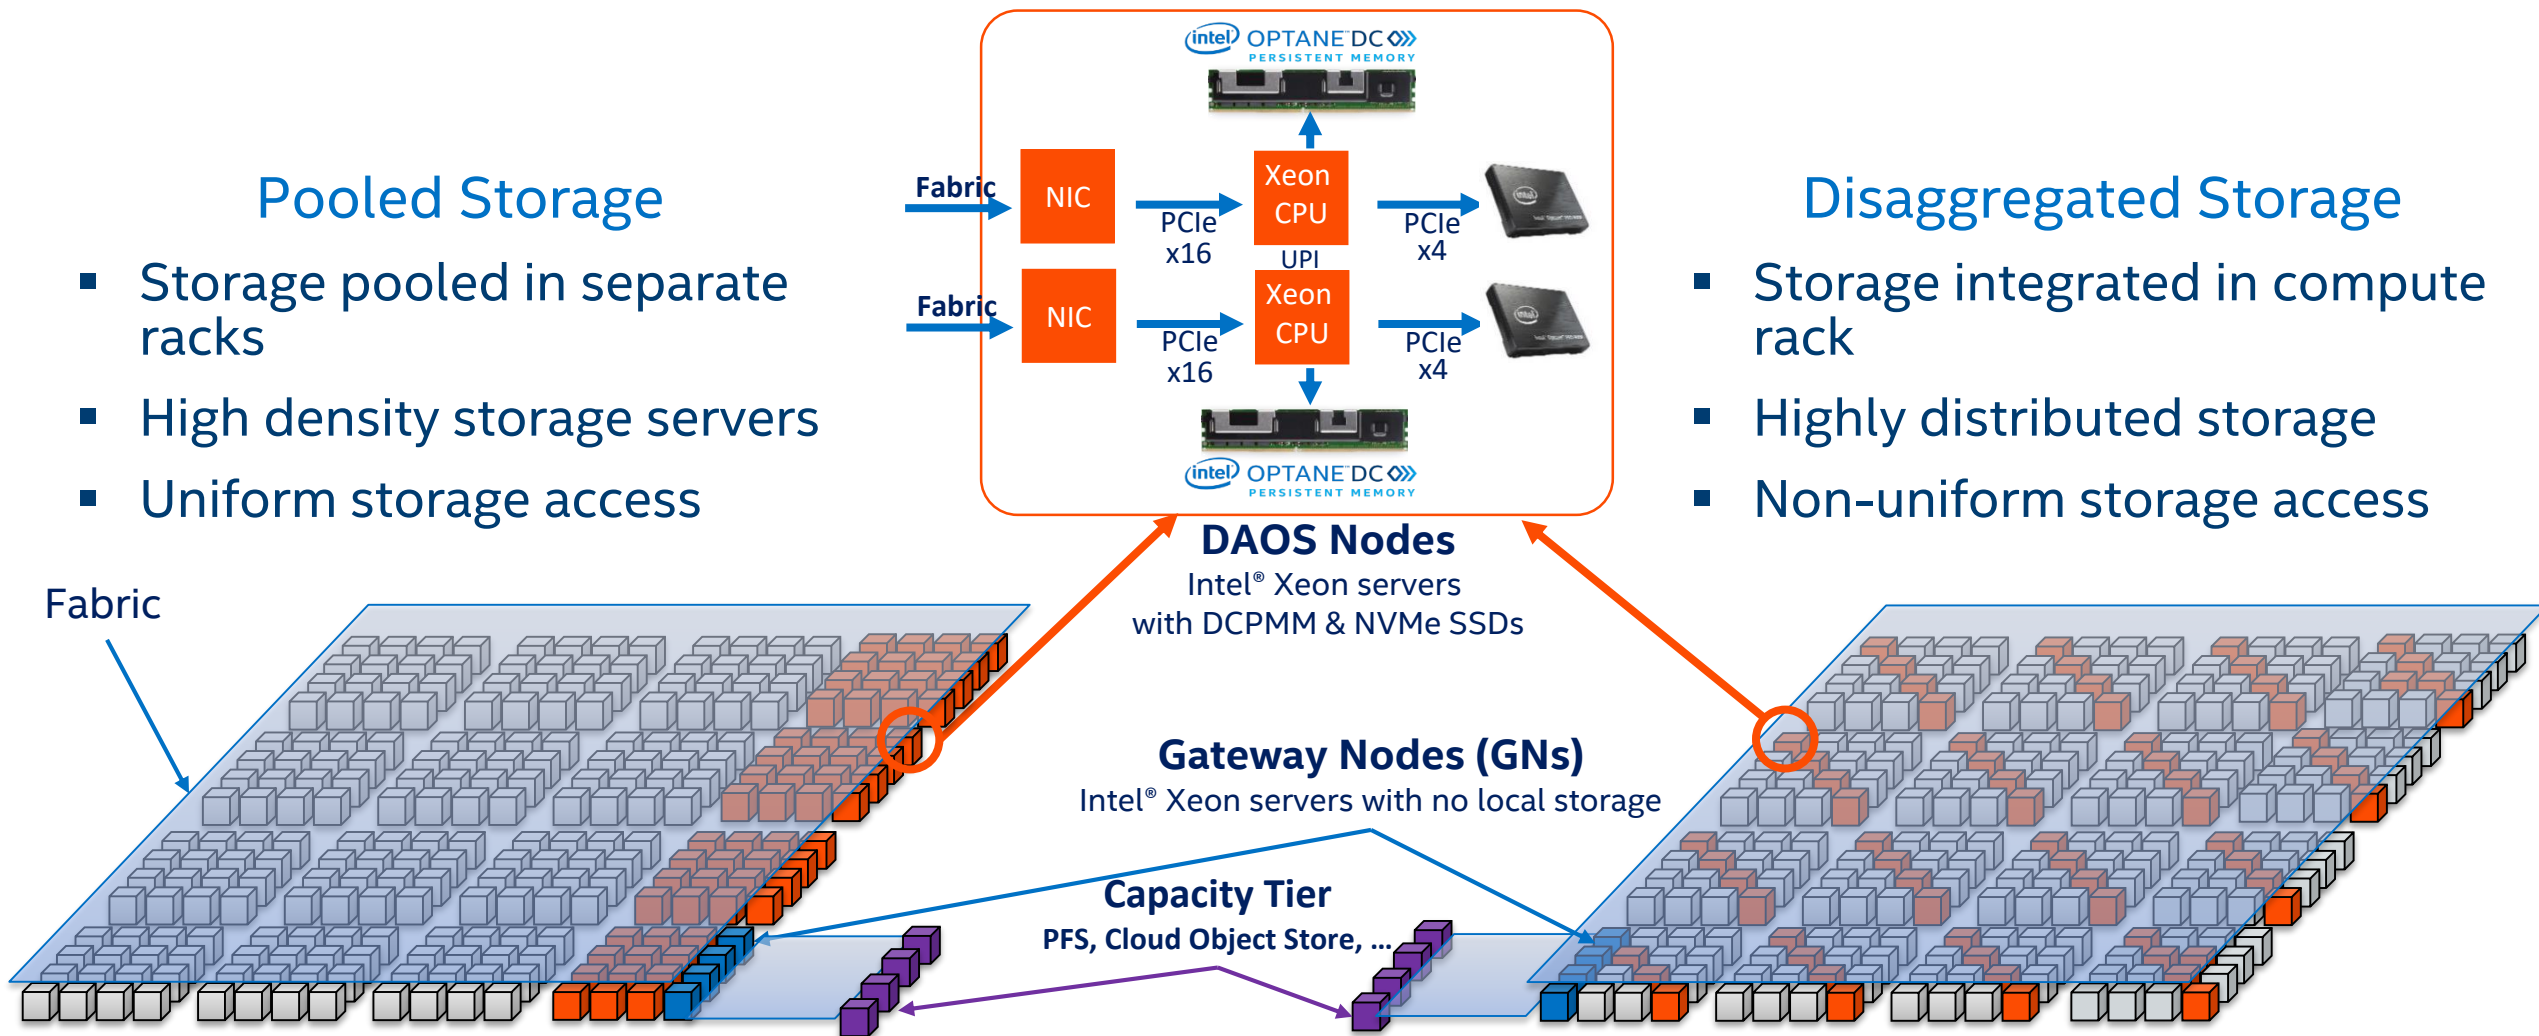 Pooled Storage
▪ Storage pooled in separate
racks
▪ High density storage servers
▪ Uniform storage access
intel OPTANE™ DC
PERSISTENT MEMORY
Fabric
NIC
PCIe
x16
Xeon
CPU
PCIe
x4
UPI
Fabric
NIC
PCIe
x16
Xeon
CPU
PCIe
x4
intel OPTANE™ DC
PERSISTENT MEMORY
Disaggregated Storage
▪ Storage integrated in compute
rack
▪ Highly distributed storage
▪ Non-uniform storage access
DAOS Nodes
Intel® Xeon servers
with DCPMM & NVMe SSDs
Fabric
Gateway Nodes (GNs)
Intel® Xeon servers with no local storage
Capacity Tier
PFS, Cloud Object Store, ...